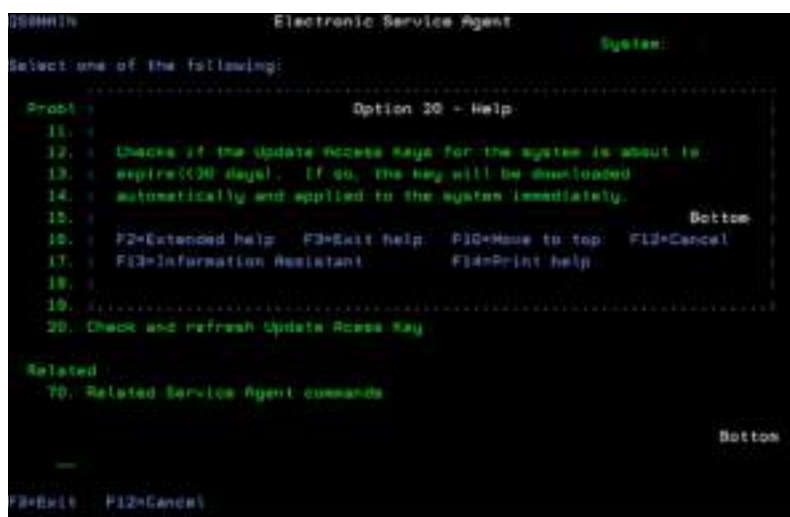 QS9MAIN Electronic Service Agent
System:
Select one of the following:
Probl
Option 20 - Help
11.
12. Checks if the Update Access Keys for the system is about to
13. expire(<30 days). If so, the key will be downloaded
14. automatically and applied to the system immediately.
15. Bottom
16. F2=Extended help F3=Exit help F10=Move to top F12=Cancel
17. F13=Information Assistant F14=Print help
18.
19.
20. Check and refresh Update Acess Key
Related
70. Related Service Agent commands
Bottom
F3=Exit F12=Cancel